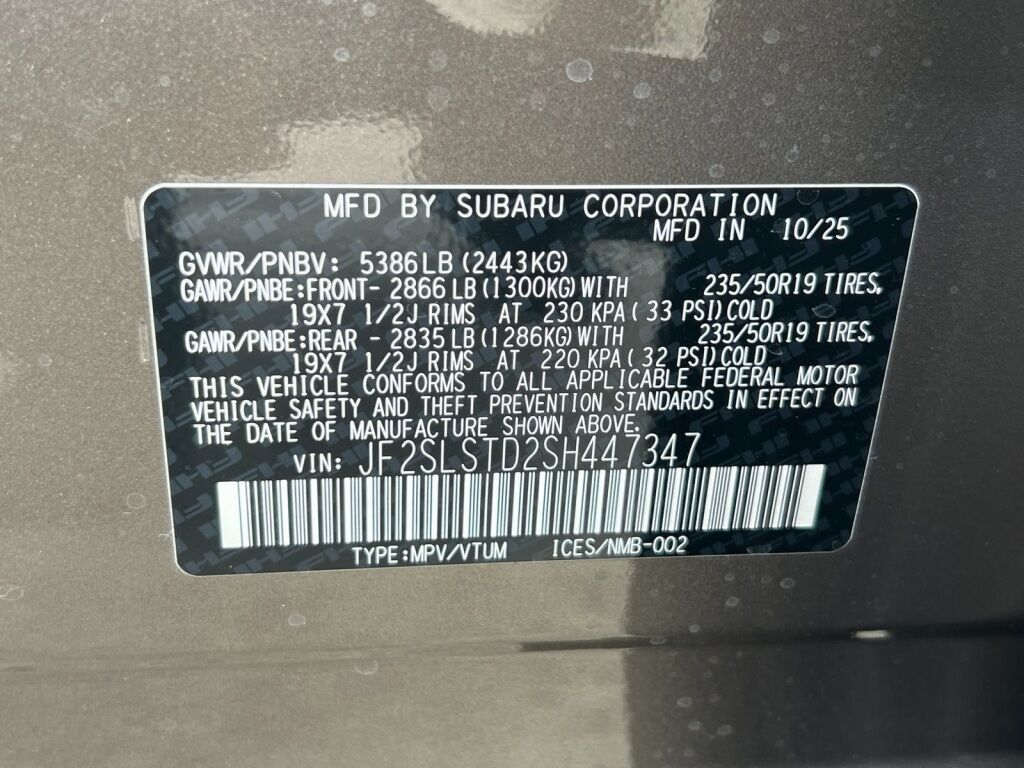 MFD BY SUBARU CORPORATION
MFD IN 10/25
GVWR/PNBV: 5386LB(2443KG)
GAWR/PNBE:FRONT- 2866LB(1300KG)WITH 235/50R19 TIRES,
19X7 1/2J RIMS AT 230 KPA(33 PSI)COLD
GAWR/PNBE:REAR - 2835LB(1286KG)WITH 235/50R19 TIRES,
19X7 1/2J RIMS AT 220 KPA(32 PSI)COLD
THIS VEHICLE CONFORMS TO ALL APPLICABLE FEDERAL MOTOR
VEHICLE SAFETY AND THEFT PREVENTION STANDARDS IN EFFECT ON
THE DATE OF MANUFACTURE SHOWN ABOVE.
VIN: JF2SLSTD2SH447347
TYPE:MPV/VTUM ICES/NMB-002